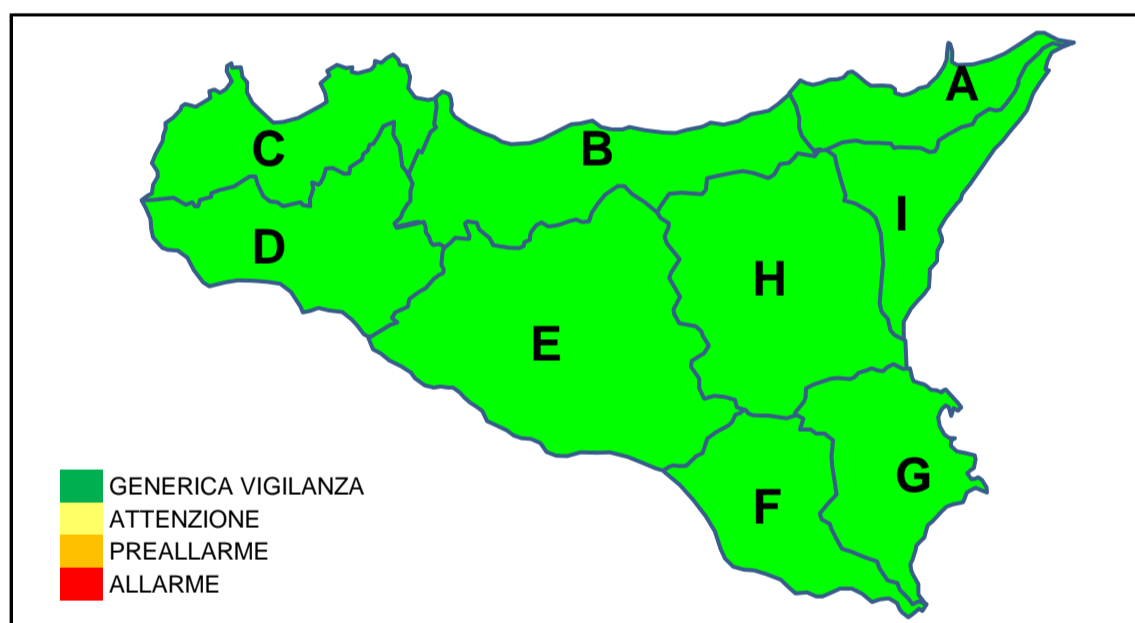 A
C
B
I
D
H
E
G
F
GENERICA VIGILANZA
ATTENZIONE
PREALLARME
ALLARME